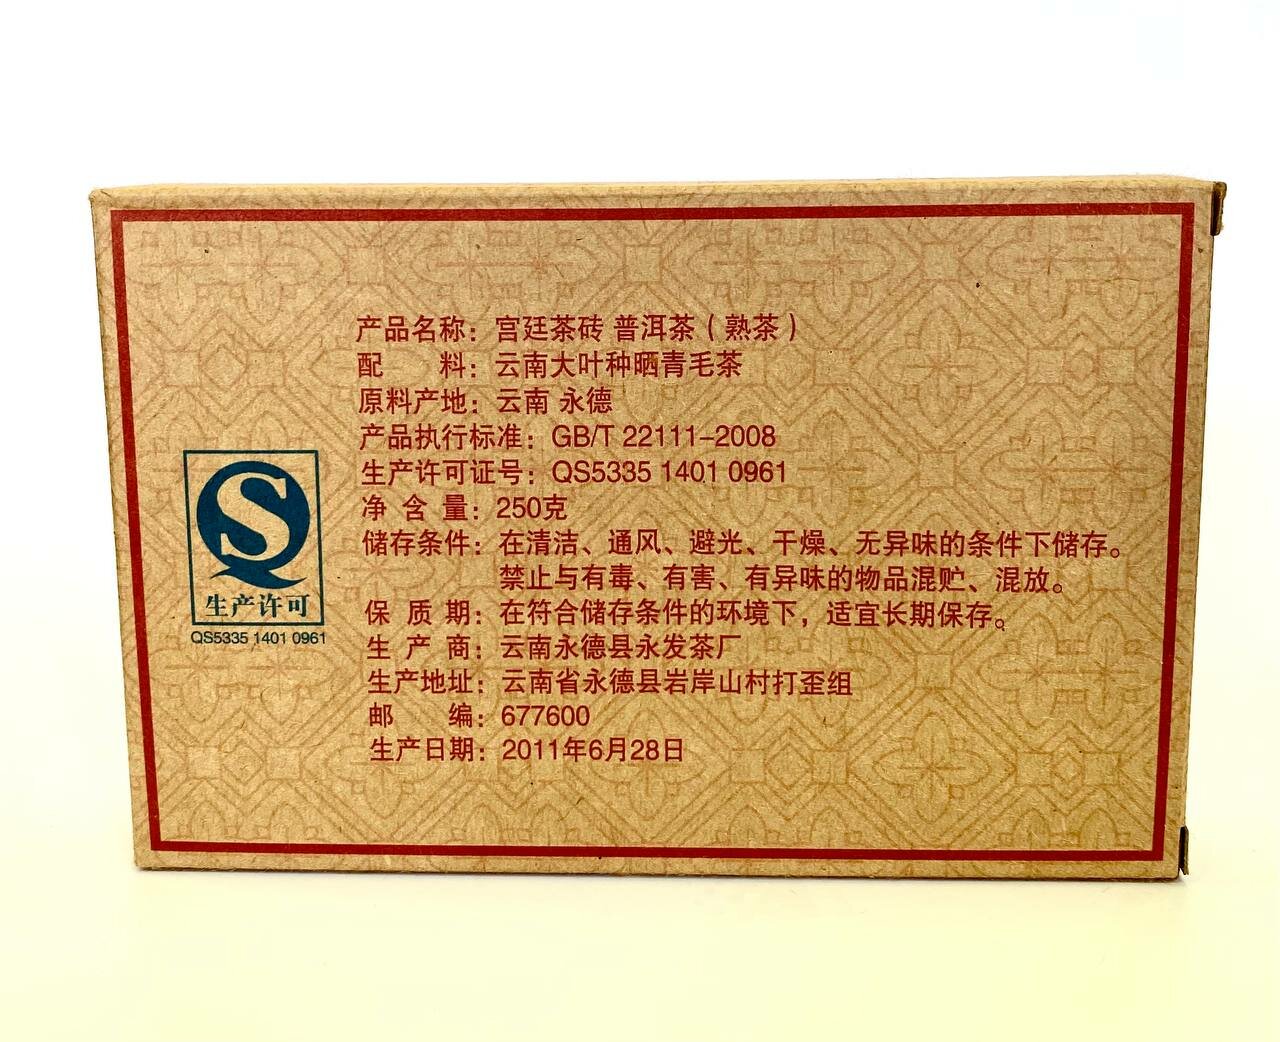 产品名称：宫廷茶砖 普洱茶（熟茶）
配　　料：云南大叶种晒青毛茶
原料产地：云南 永德
产品执行标准：GB/T 22111-2008
生产许可证号：QS5335 1401 0961
净 含 量：250克
储存条件：在清洁、通风、避光、干燥、无异味的条件下储存。
禁止与有毒、有害、有异味的物品混贮、混放。
保 质 期：在符合储存条件的环境下，适宜长期保存。
生 产 商：云南永德县永发茶厂
生产地址：云南省永德县岩岸山村打歪组
邮　　编：677600
生产日期：2011年6月28日
S
生产许可
QS5335 1401 0961